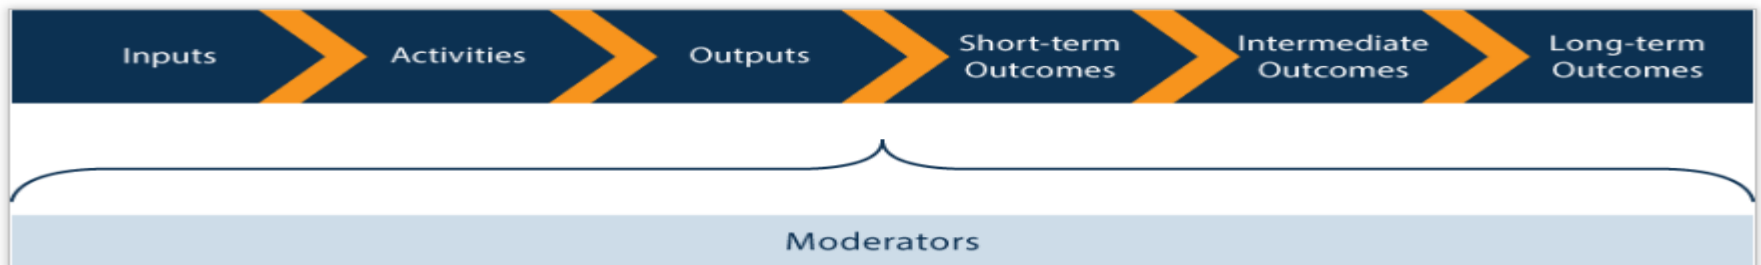 Inputs
Activities
Outputs
Short-term
Outcomes
Intermediate
Outcomes
Long-term
Outcomes
Moderators